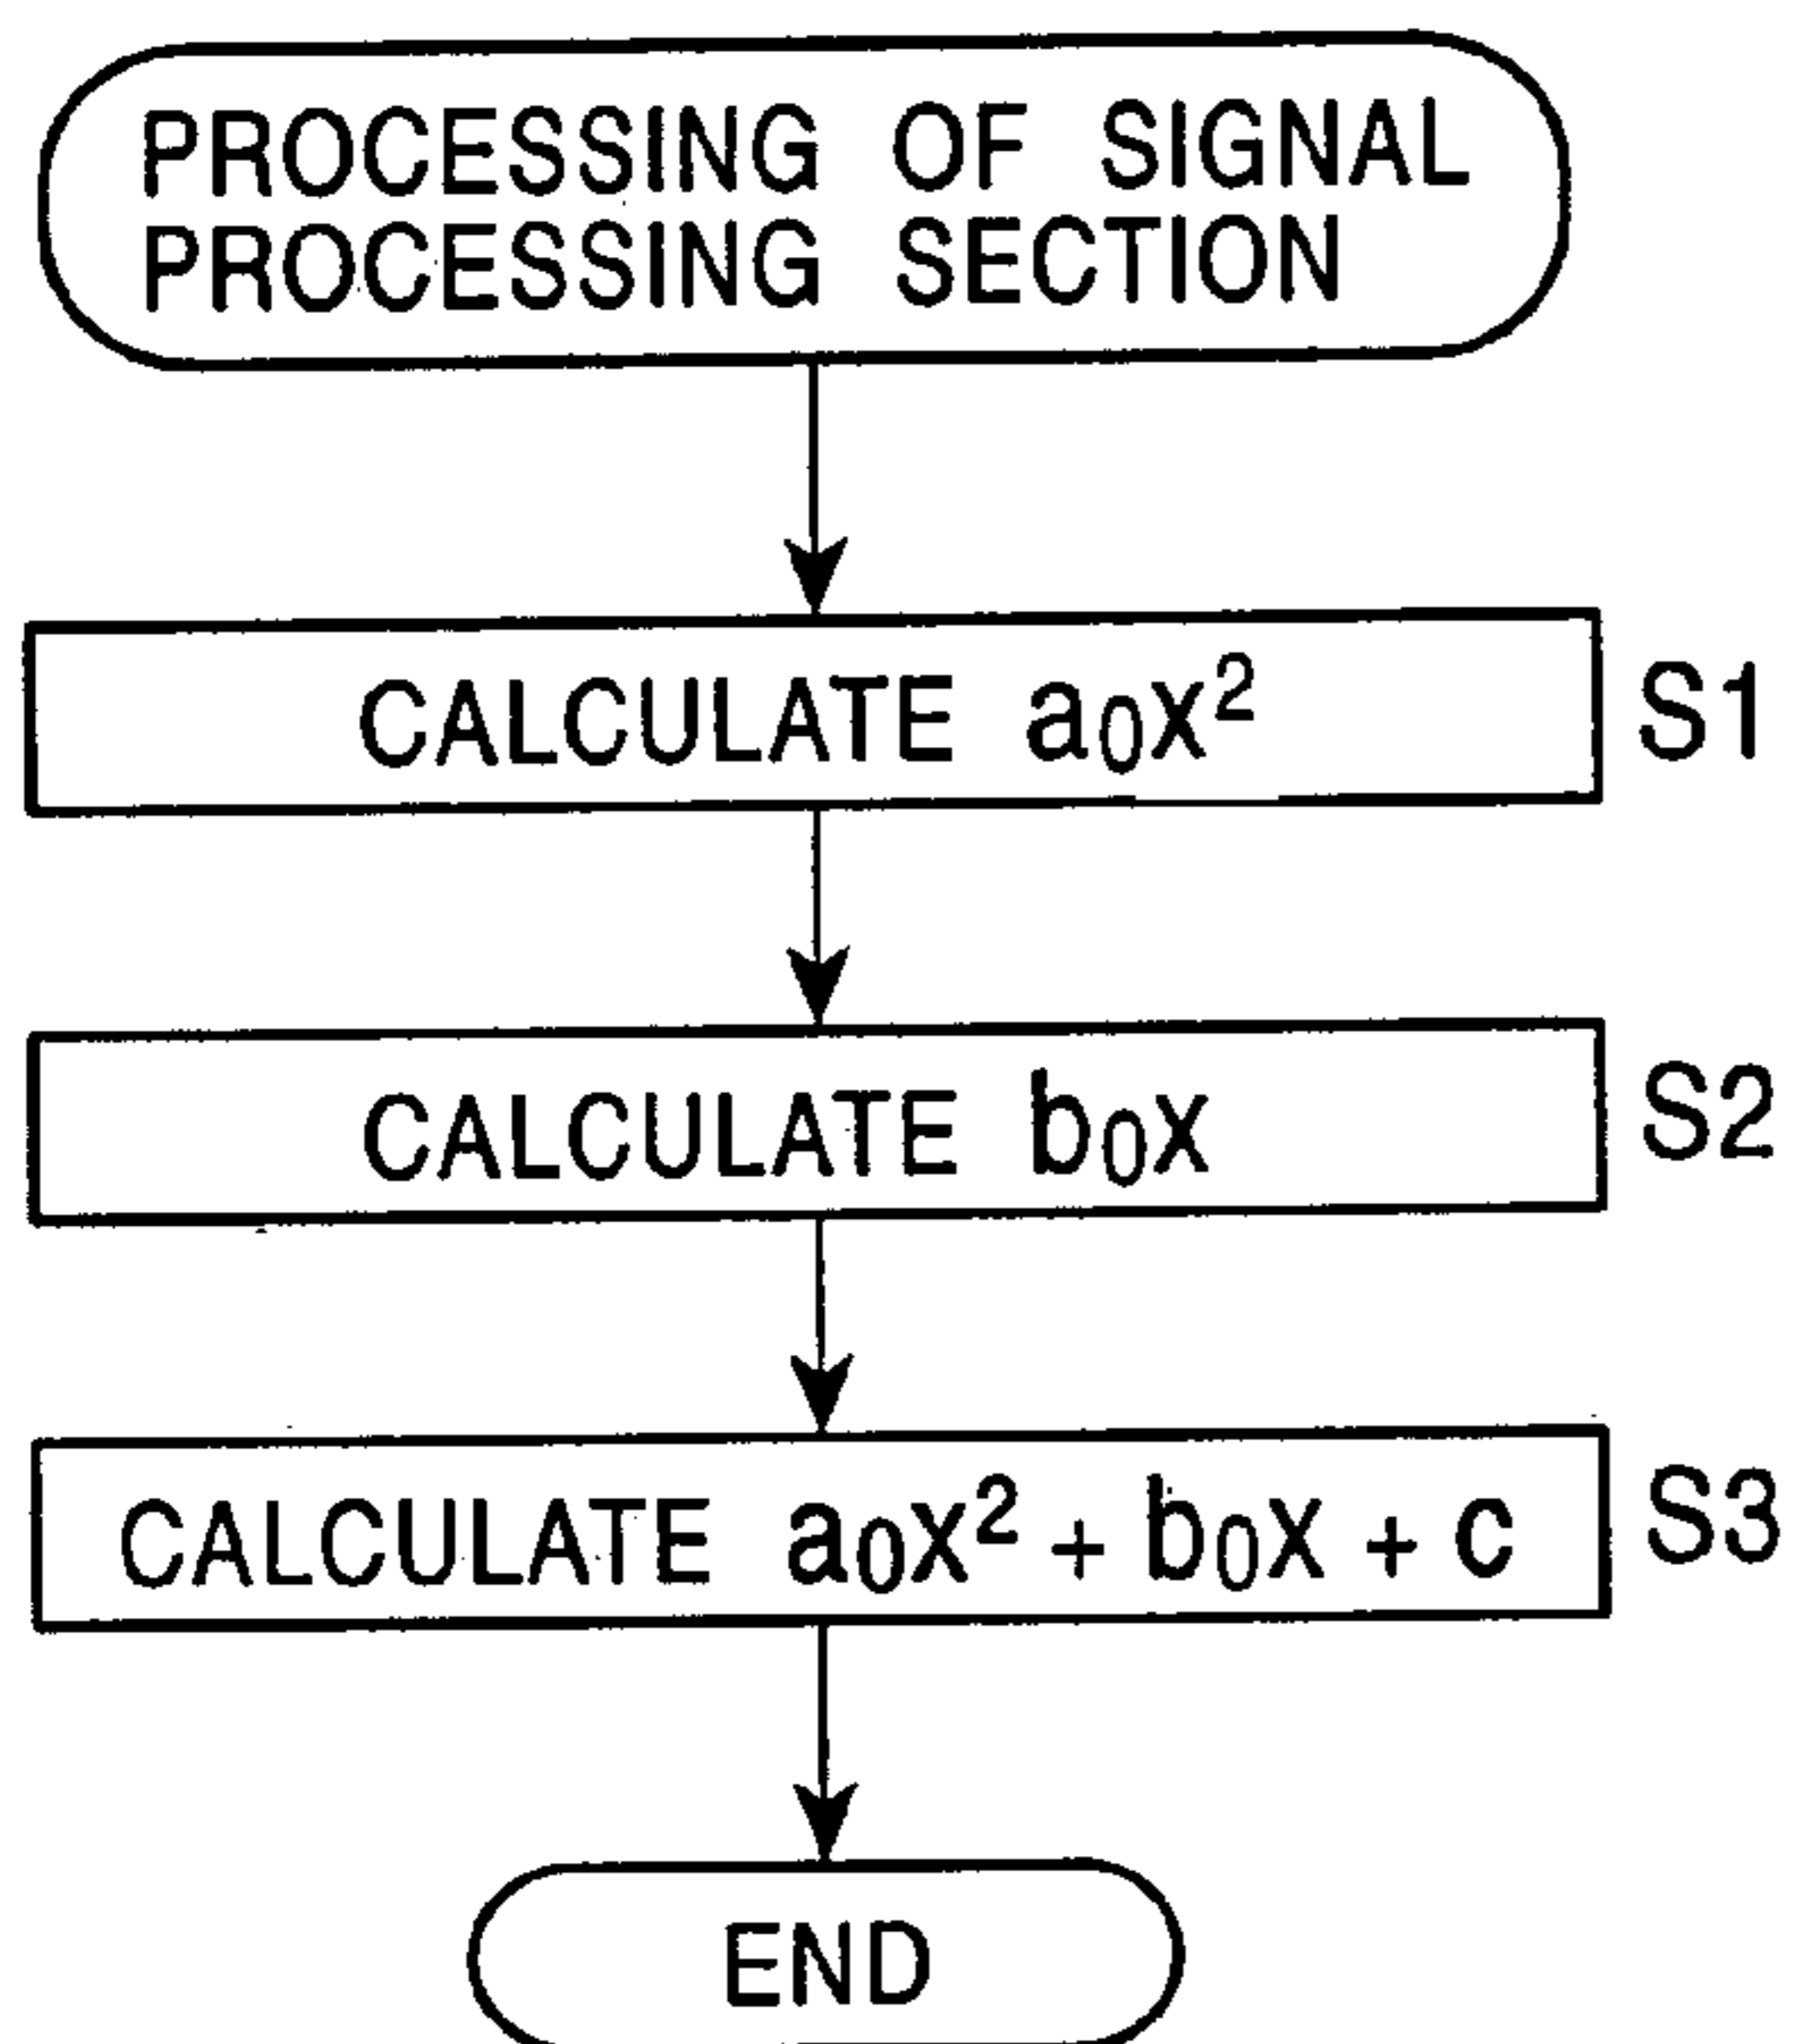 PROCESSING OF SIGNAL
PROCESSING SECTION
CALCULATE a₀x² S1
CALCULATE b₀x S2
CALCULATE a₀x² + b₀x + c S3
END